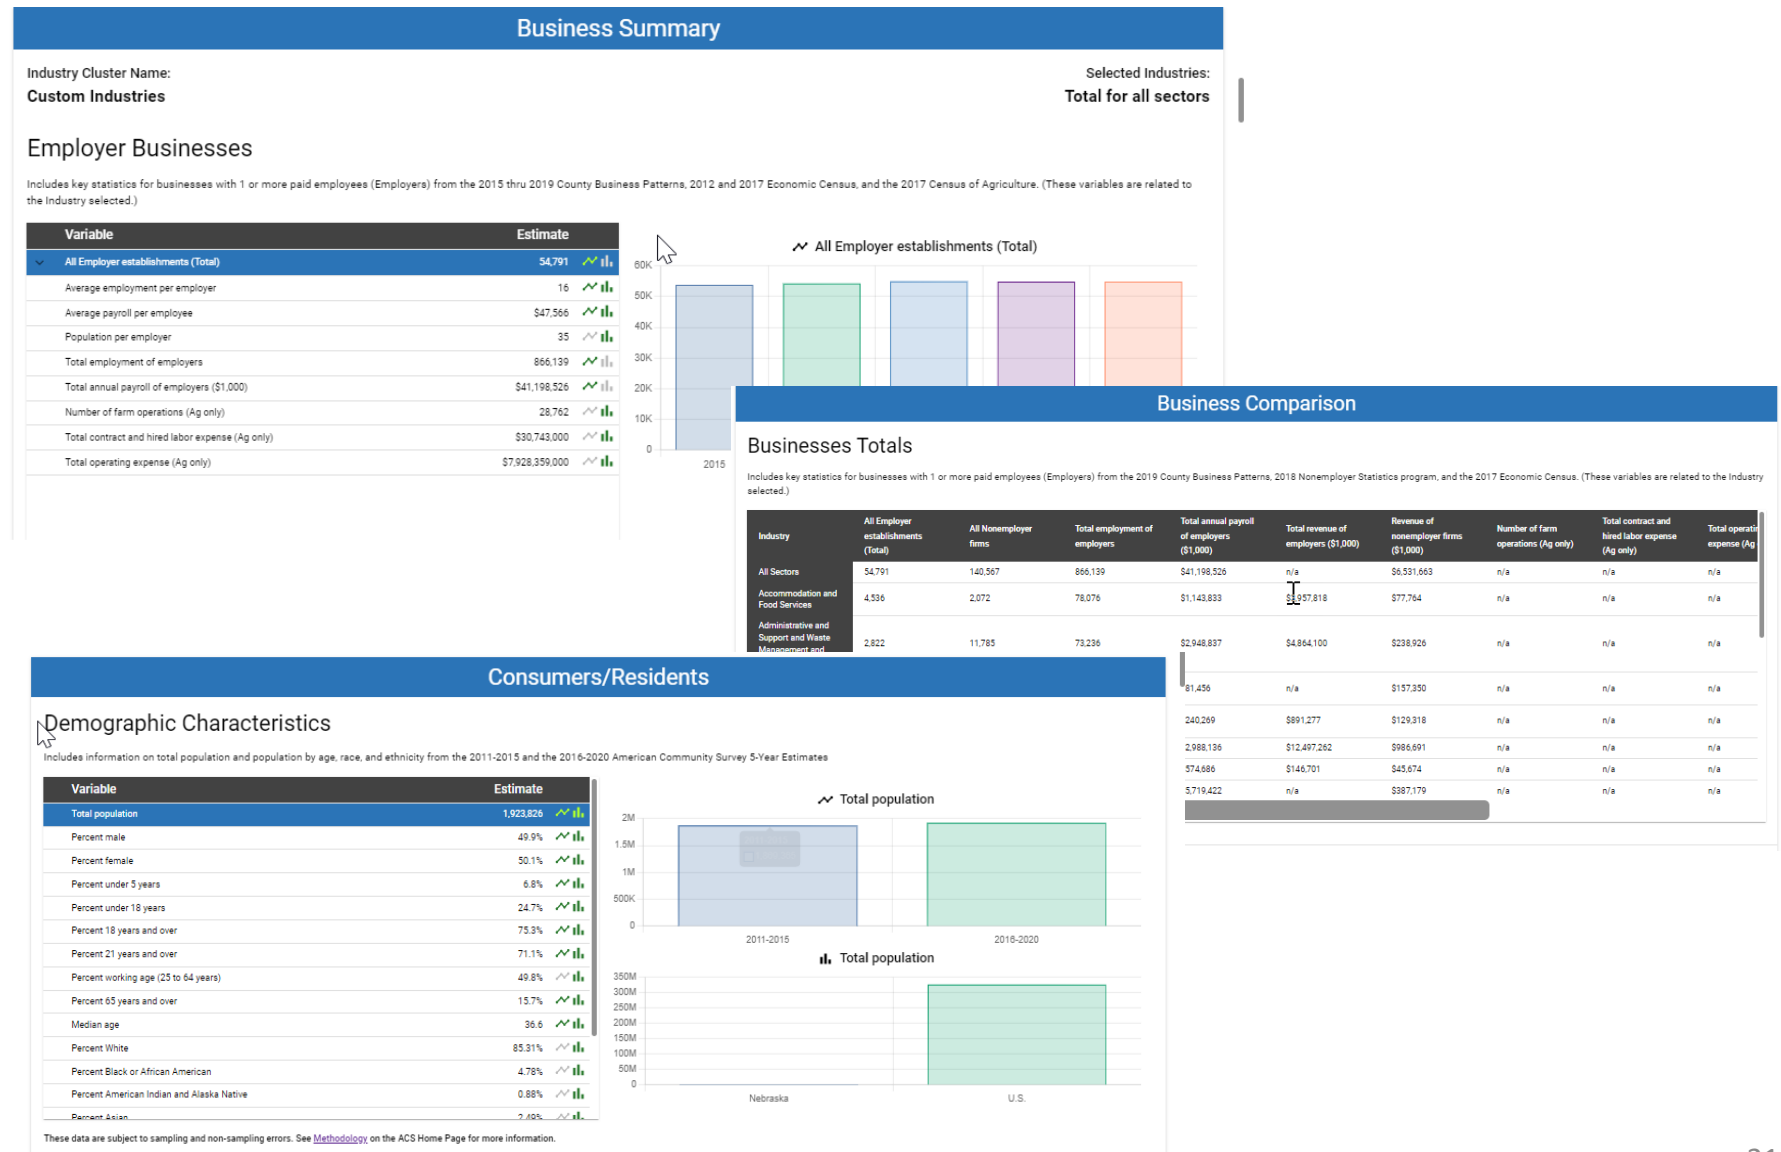 Business Summary
Industry Cluster Name:
Custom Industries
Selected Industries:
Total for all sectors
Employer Businesses
Includes key statistics for businesses with 1 or more paid employees (Employers) from the 2015 thru 2019 County Business Patterns, 2012 and 2017 Economic Census, and the 2017 Census of Agriculture. (These variables are related to
the Industry selected.)
Variable Estimate
All Employer establishments (Total) 54,791
Average employment per employer 16
Average payroll per employee $47,566
Population per employer 35
Total employment of employers 866,139
Total annual payroll of employers ($1,000) $41,198,526
Number of farm operations (Ag only) 28,762
Total contract and hired labor expense (Ag only) $30,743,000
Total operating expense (Ag only) $7,928,359,000
All Employer establishments (Total)
60K
50K
40K
30K
20K
10K
0
2015
Business Comparison
Businesses Totals
Includes key statistics for businesses with 1 or more paid employees (Employers) from the 2019 County Business Patterns, 2018 Nonemployer Statistics program, and the 2017 Economic Census. (These variables are related to the Industry
selected.)
Industry
All Employer
establishments
(Total)
All Nonemployer
firms
Total employment of
employers
Total annual payroll
of employers
($1,000)
Total revenue of
employers ($1,000)
Revenue of
nonemployer firms
($1,000)
Number of farm
operations (Ag only)
Total contract and
hired labor expense
(Ag only)
Total operatin
expense (Ag
All Sectors 54,791 140,567 866,139 $41,198,526 n/a $6,531,663 n/a n/a n/a
Accommodation and
Food Services
4,536 2,072 78,076 $1,143,833 957,818 $77,764 n/a n/a n/a
Administrative and
Support and Waste
Management and
2,822 11,785 73,236 $2,948,837 $4,864,100 $238,926 n/a n/a n/a
81,456 n/a $157,350 n/a n/a n/a
240,269 $891,277 $129,318 n/a n/a n/a
2,988,136 $12,497,262 $986,691 n/a n/a n/a
574,686 $146,701 $45,674 n/a n/a n/a
5,719,422 n/a $387,179 n/a n/a n/a
Consumers/Residents
Demographic Characteristics
Includes information on total population and population by age, race, and ethnicity from the 2011-2015 and the 2016-2020 American Community Survey 5-Year Estimates
Variable Estimate
Total population 1,923,826
Percent male 49.9%
Percent female 50.1%
Percent under 5 years 6.8%
Percent under 18 years 24.7%
Percent 18 years and over 75.3%
Percent 21 years and over 71.1%
Percent working age (25 to 64 years) 49.8%
Percent 65 years and over 15.7%
Median age 36.6
Percent White 85.31%
Percent Black or African American 4.78%
Percent American Indian and Alaska Native 0.88%
Percent Asian 2.49%
Total population
2M
1.5M
1M
500K
0
2011-2015 2016-2020
Total population
350M
300M
250M
200M
150M
100M
50M
0
Nebraska U.S.
These data are subject to sampling and non-sampling errors. See Methodology on the ACS Home Page for more information.